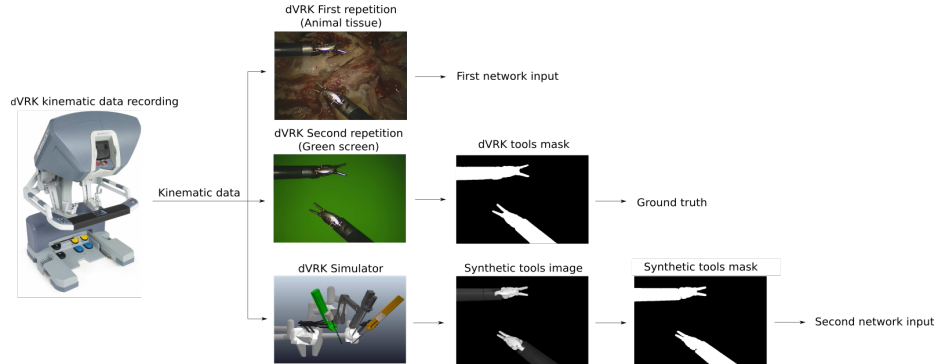 dVRK First repetition
(Animal tissue)
First network input
dVRK kinematic data recording
dVRK Second repetition
(Green screen)
dVRK tools mask
Kinematic data
Ground truth
dVRK Simulator
Synthetic tools image
Synthetic tools mask
Second network input